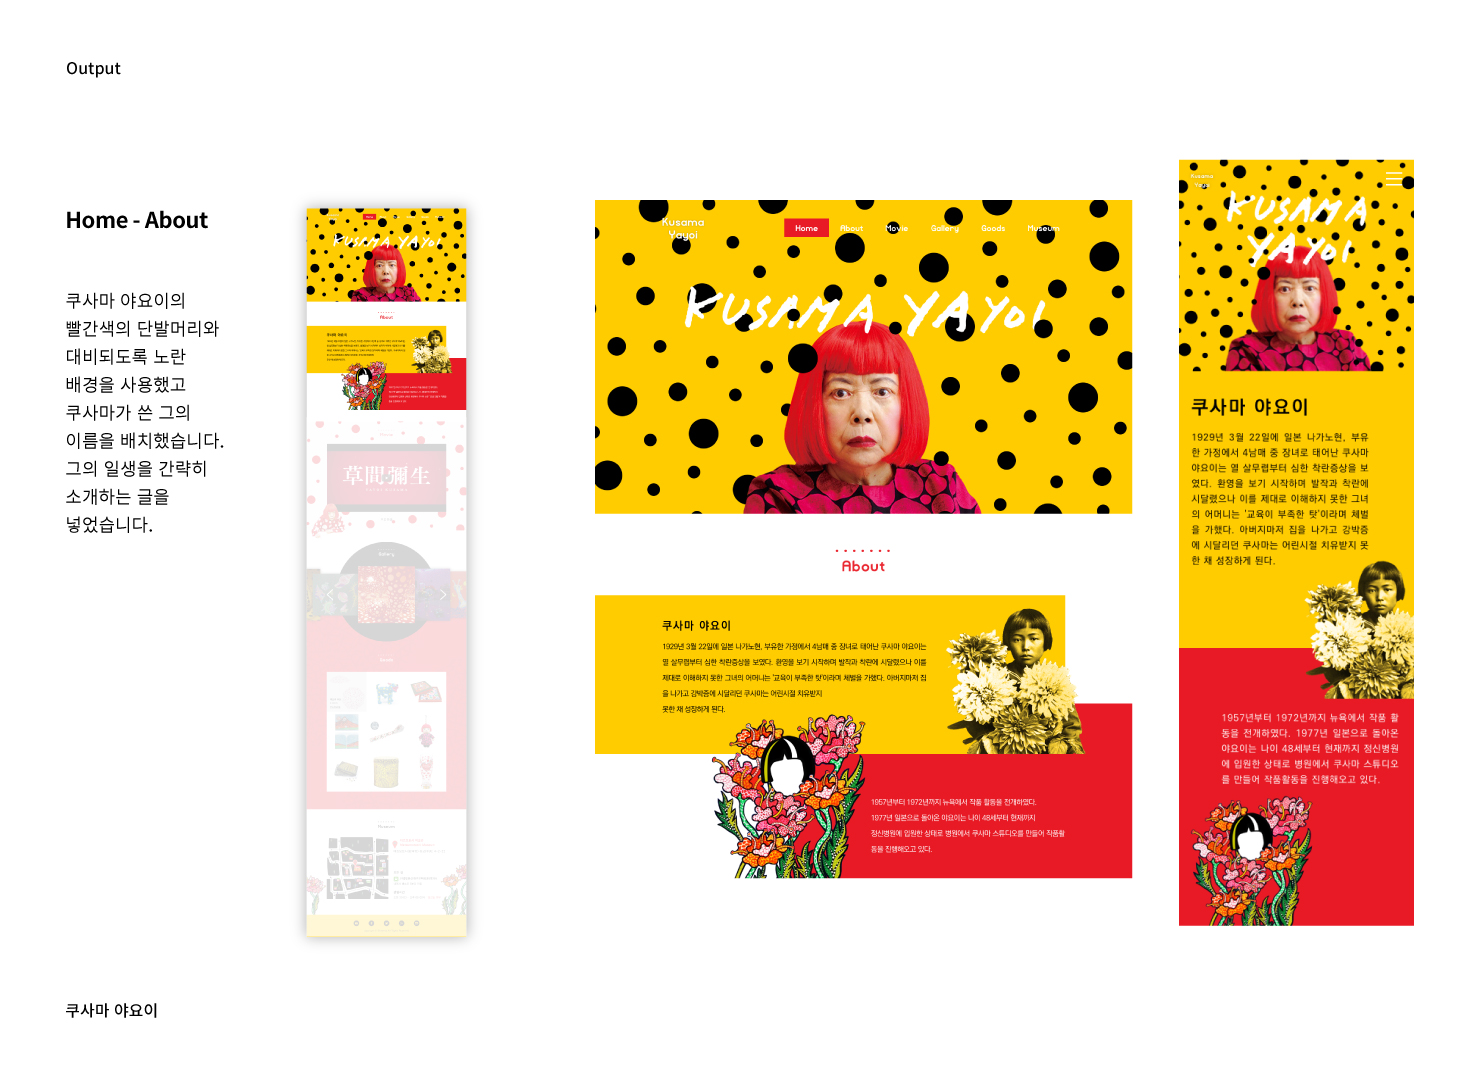 Output
Home - About
쿠사마 야요이의
빨간색의 단발머리와
대비되도록 노란
배경을 사용했고
쿠사마가 쓴 그의
이름을 배치했습니다.
그의 일생을 간략히
소개하는 글을
넣었습니다.
KUSAMA YAYOI
About
草間彌生
Kusama
Yayoi
Home About Movie Gallery Goods Museum
KUSAMA YAYOI
About
쿠사마 야요이
1929년 3월 22일에 일본 나가노현, 부유한 가정에서 4남매 중 장녀로 태어난 쿠사마 야요이는
열 살무렵부터 심한 착란증상을 보였다. 환영을 보기 시작하며 발작과 착란에 시달렸으나 이를
제대로 이해하지 못한 그녀의 어머니는 '교육이 부족한 탓'이라며 체벌을 가했다. 아버지마저 집
을 나가고 강박증에 시달리던 쿠사마는 어린시절 치유받지
못한 채 성장하게 된다.
1957년부터 1972년까지 뉴욕에서 작품 활동을 전개하였다.
1977년 일본으로 돌아온 야요이는 나이 48세부터 현재까지
정신병원에 입원한 상태로 병원에서 쿠사마 스튜디오를 만들어 작품활
동을 진행해오고 있다.
Kusama
Yayoi
KUSAMA
YAYOI
쿠사마 야요이
1929년 3월 22일에 일본 나가노현, 부유
한 가정에서 4남매 중 장녀로 태어난 쿠사마
야요이는 열 살무렵부터 심한 착란증상을 보
였다. 환영을 보기 시작하며 발작과 착란에
시달렸으나 이를 제대로 이해하지 못한 그녀
의 어머니는 '교육이 부족한 탓'이라며 체벌
을 가했다. 아버지마저 집을 나가고 강박증
에 시달리던 쿠사마는 어린시절 치유받지 못
한 채 성장하게 된다.
1957년부터 1972년까지 뉴욕에서 작품 활
동을 전개하였다. 1977년 일본으로 돌아온
야요이는 나이 48세부터 현재까지 정신병원
에 입원한 상태로 병원에서 쿠사마 스튜디오
를 만들어 작품활동을 진행해오고 있다.
쿠사마 야요이